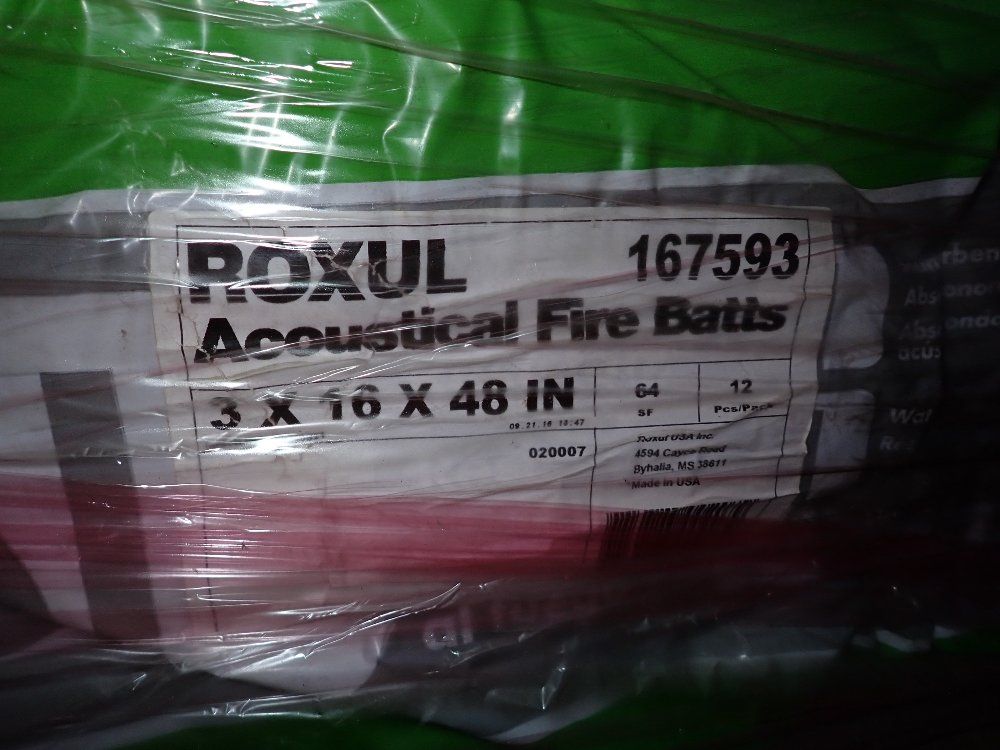 ROXUL 167593
Acoustical Fire Batts
3 X 16 X 48 IN
64
SF
12
Pcs/Pack
09.21.16 18:47
020007
Roxul USA Inc.
4594 Cayce Road
Byhalia, MS 38611
Made in USA